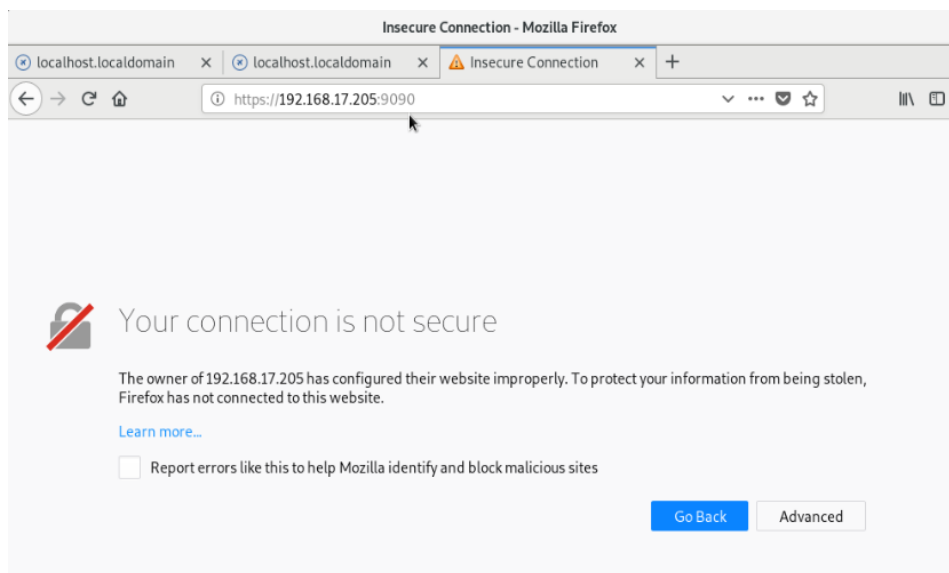 Insecure Connection - Mozilla Firefox
localhost.localdomain localhost.localdomain Insecure Connection
https://192.168.17.205:9090
Your connection is not secure
The owner of 192.168.17.205 has configured their website improperly. To protect your information from being stolen,
Firefox has not connected to this website.
Learn more...
Report errors like this to help Mozilla identify and block malicious sites
Go Back Advanced